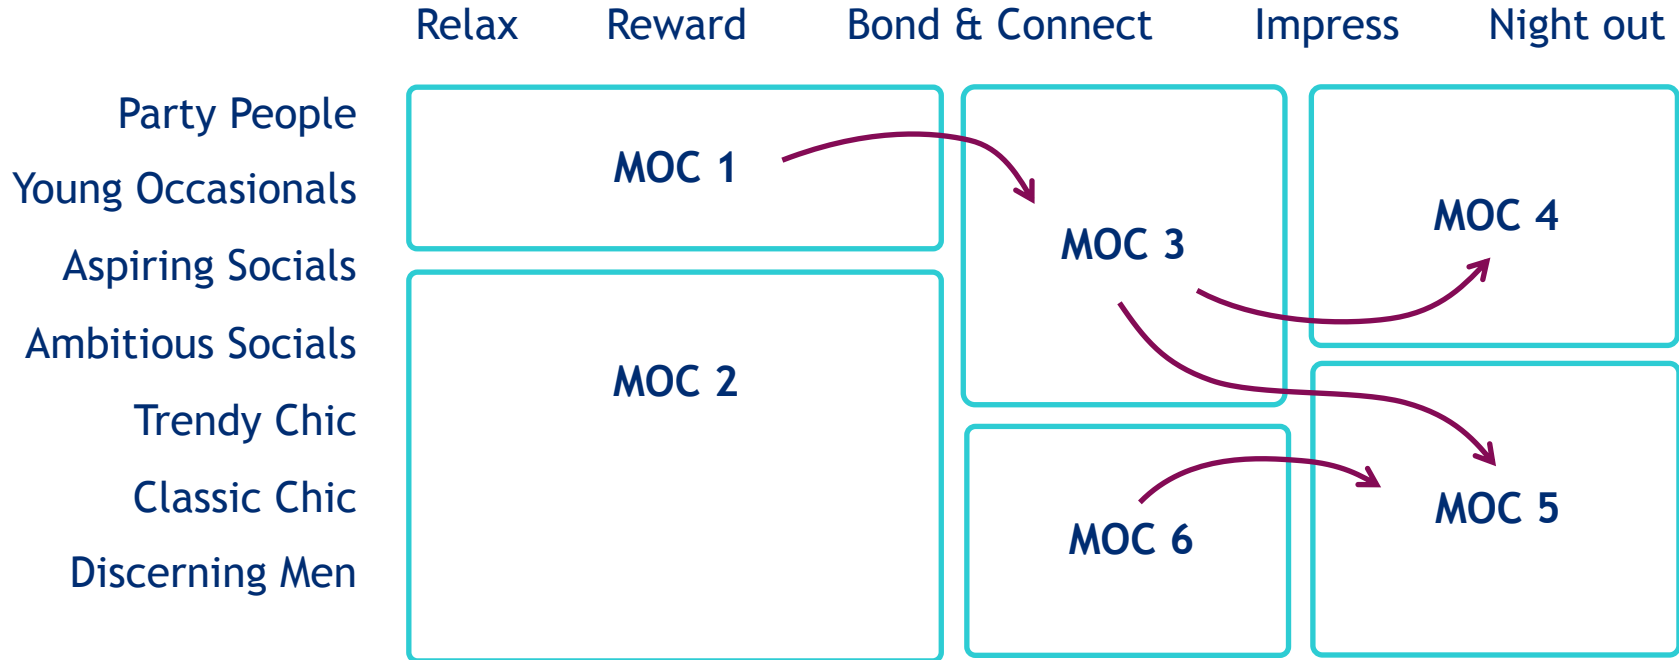 Relax Reward Bond & Connect Impress Night out
Party People
MOC 1
Young Occasionals
MOC 4
MOC 3
Aspiring Socials
Ambitious Socials
MOC 2
Trendy Chic
Classic Chic
MOC 5
MOC 6
Discerning Men